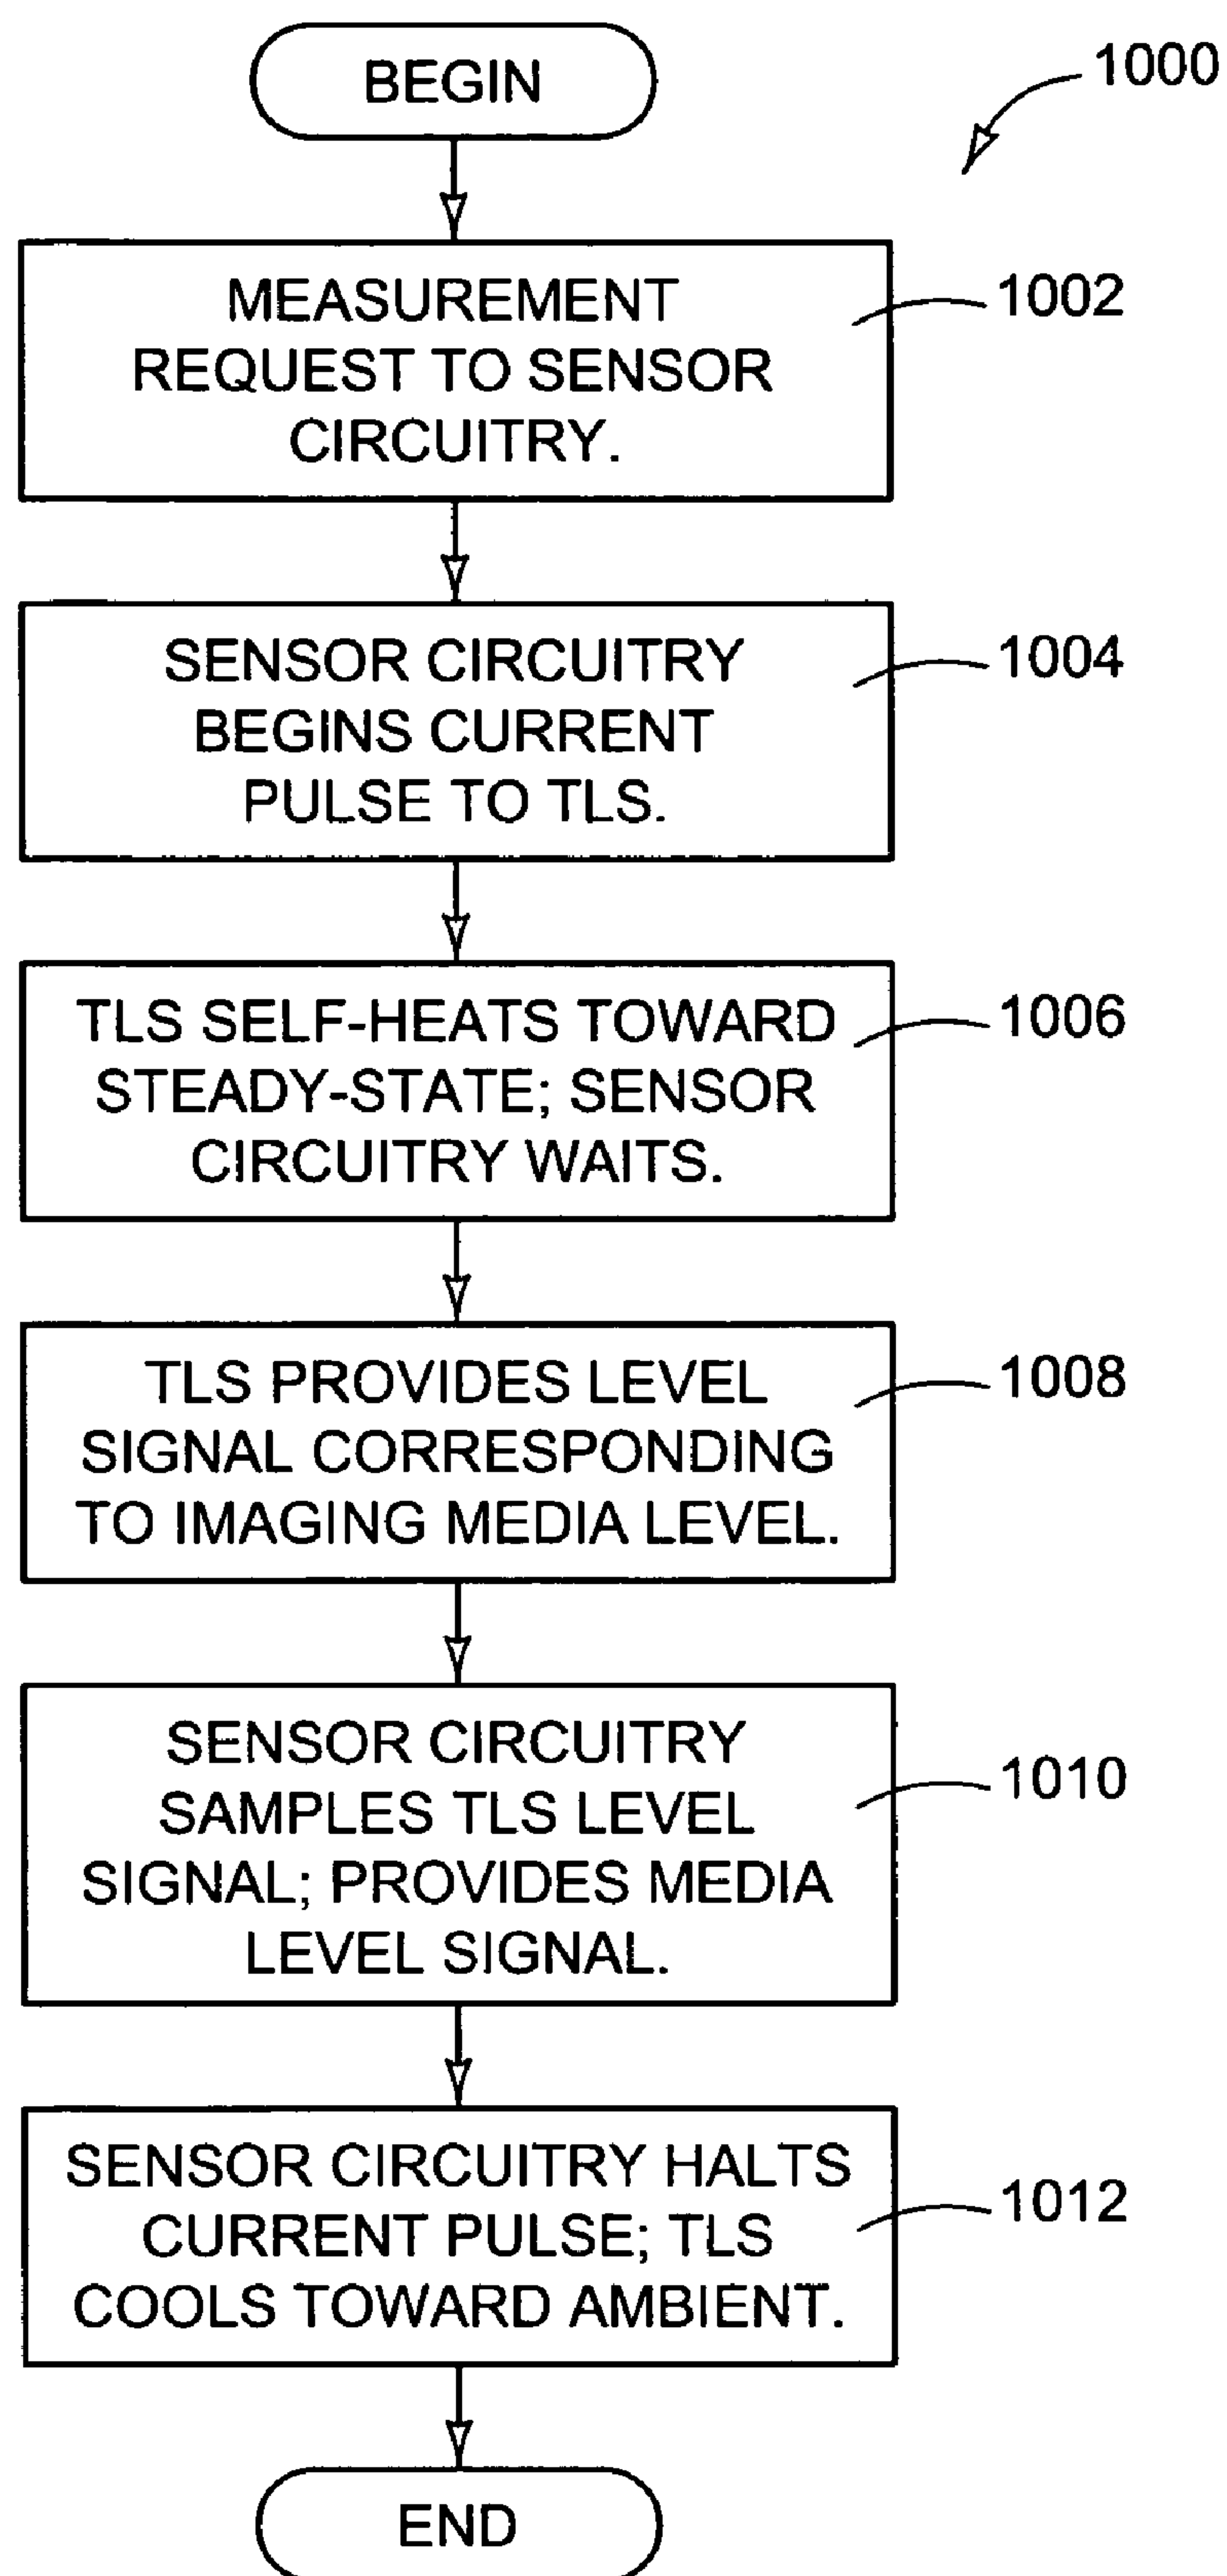 BEGIN
1000
MEASUREMENT
REQUEST TO SENSOR
CIRCUITRY.
1002
SENSOR CIRCUITRY
BEGINS CURRENT
PULSE TO TLS.
1004
TLS SELF-HEATS TOWARD
STEADY-STATE; SENSOR
CIRCUITRY WAITS.
1006
TLS PROVIDES LEVEL
SIGNAL CORRESPONDING
TO IMAGING MEDIA LEVEL.
1008
SENSOR CIRCUITRY
SAMPLES TLS LEVEL
SIGNAL; PROVIDES MEDIA
LEVEL SIGNAL.
1010
SENSOR CIRCUITRY HALTS
CURRENT PULSE; TLS
COOLS TOWARD AMBIENT.
1012
END